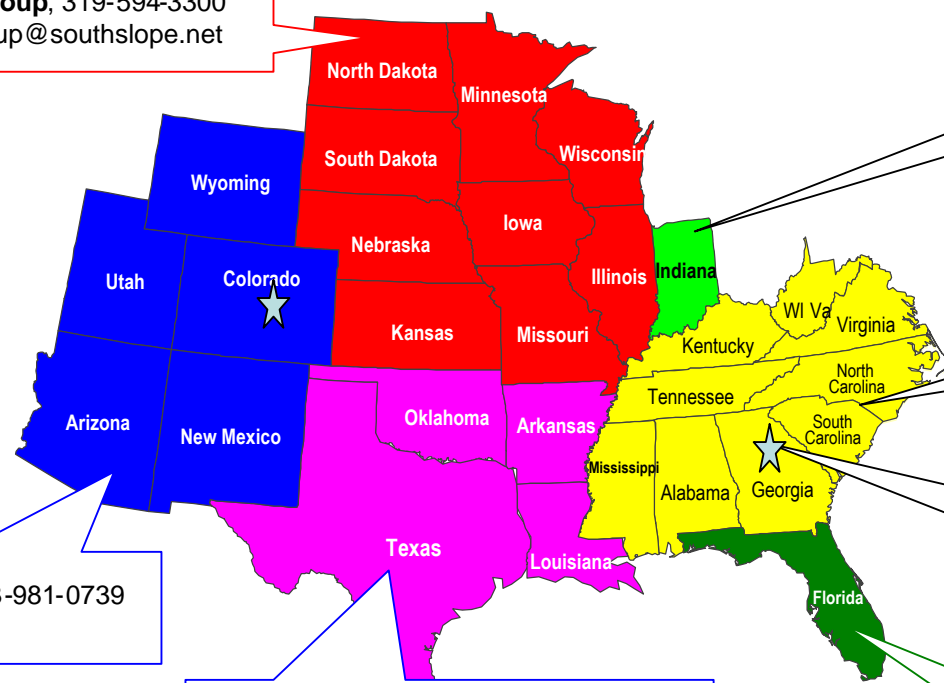 319-594-3300
@southslope.net
North Dakota
Minnesota
South Dakota
Wisconsin
Wyoming
Iowa
Nebraska
Utah
Colorado
Illinois
Indiana
WI Va
Virginia
Kansas
Missouri
Kentucky
North
Carolina
Tennessee
Arizona
New Mexico
Oklahoma
Arkansas
South
Carolina
Mississippi
Alabama
Georgia
Texas
Louisiana
-981-0739
Florida